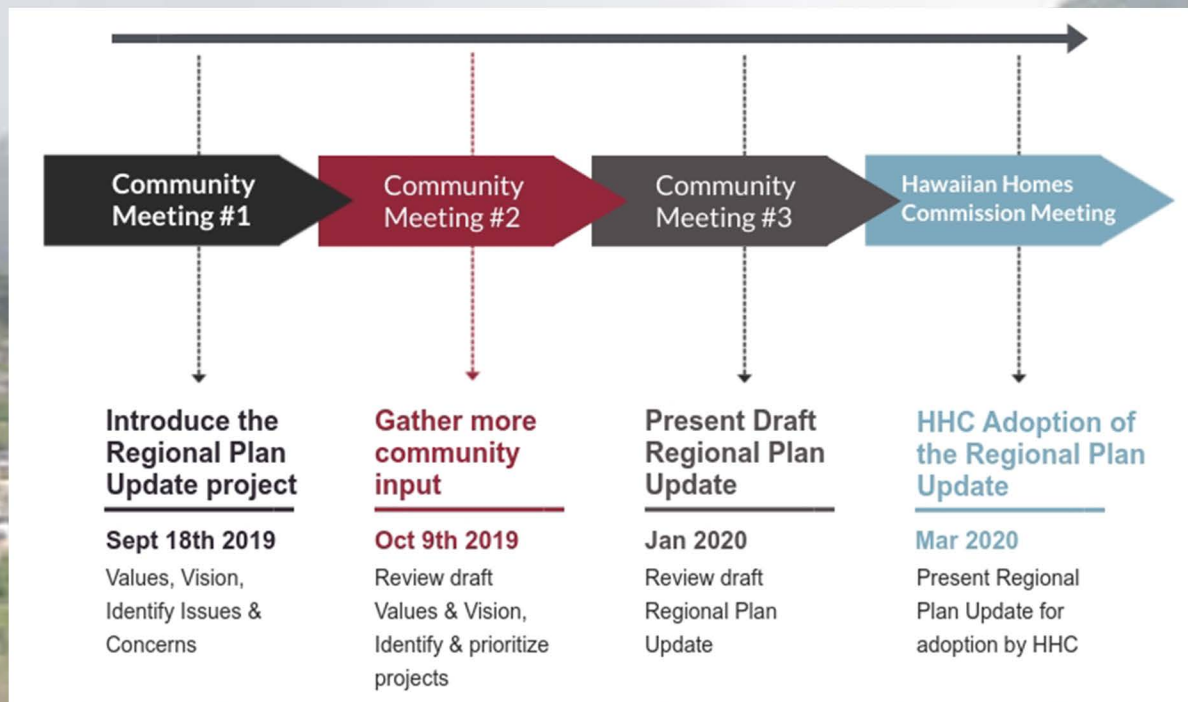 Community
Meeting #1
Community
Meeting #2
Community
Meeting #3
Hawaiian Homes
Commission Meeting
Introduce the
Regional Plan
Update project
Sept 18th 2019
Values, Vision,
Identify Issues &
Concerns
Gather more
community
input
Oct 9th 2019
Review draft
Values & Vision,
Identify & prioritize
projects
Present Draft
Regional Plan
Update
Jan 2020
Review draft
Regional Plan
Update
HHC Adoption of
the Regional Plan
Update
Mar 2020
Present Regional
Plan Update for
adoption by HHC